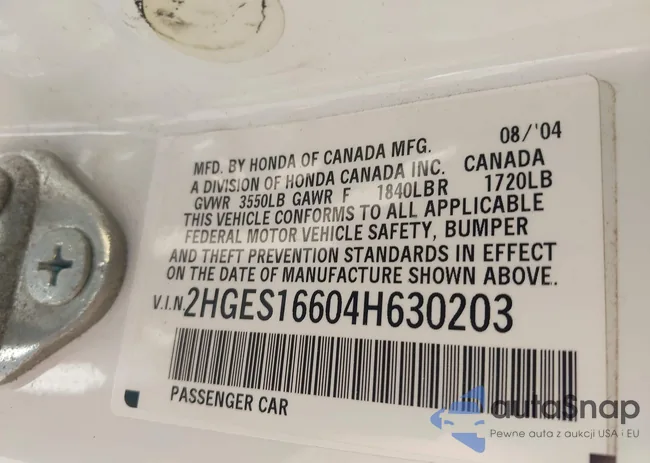 08/'04
MFD. BY HONDA OF CANADA MFG.
A DIVISION OF HONDA CANADA INC. CANADA
GVWR 3550LB GAWR F 1840LBR 1720LB
THIS VEHICLE CONFORMS TO ALL APPLICABLE
FEDERAL MOTOR VEHICLE SAFETY, BUMPER
AND THEFT PREVENTION STANDARDS IN EFFECT
ON THE DATE OF MANUFACTURE SHOWN ABOVE.
V.I.N. 2HGES16604H630203
PASSENGER CAR
autoSnap
Pewne auta z aukcji USA i EU